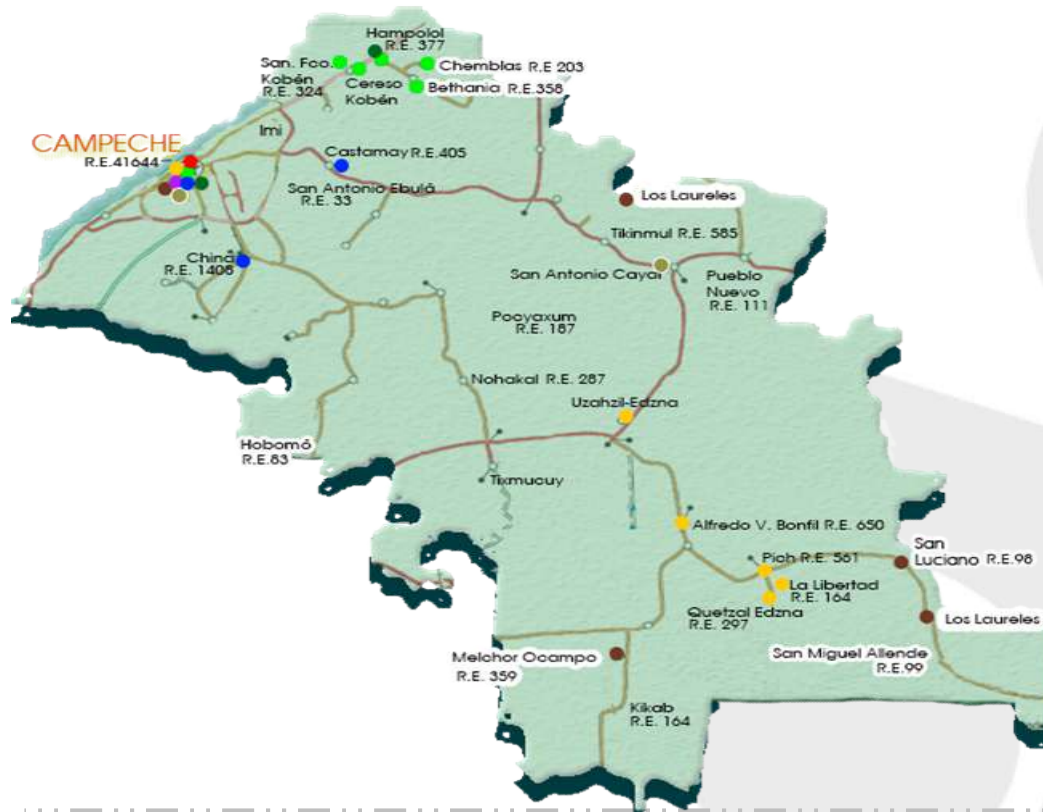 Hampolol
R.E. 377
San. Fco.
Kobén
R.E. 324
Cereso
Kobén
Chemblas R.E 203
Bethania R.E.358
Imi
CAMPECHE
R.E.41644
Castamay R.E.405
San Antonio Ebulá
R.E. 33
Los Laureles
Tikinmul R.E. 585
China
R.E. 1408
San Antonio Cayal
Pueblo
Nuevo
R.E. 111
Pocyaxum
R.E. 187
Nohakal R.E. 287
Uzahzil-Edzna
Hobomó
R.E.83
Tixmucuy
Alfredo V. Bonfil R.E. 650
Pich R.E. 561
San
Luciano R.E.98
La Libertad
R.E. 164
Quetzal Edzna
R.E. 297
Los Laureles
San Miguel Allende
R.E.99
Melchor Ocampo
R.E. 359
Kikab
R.E. 164